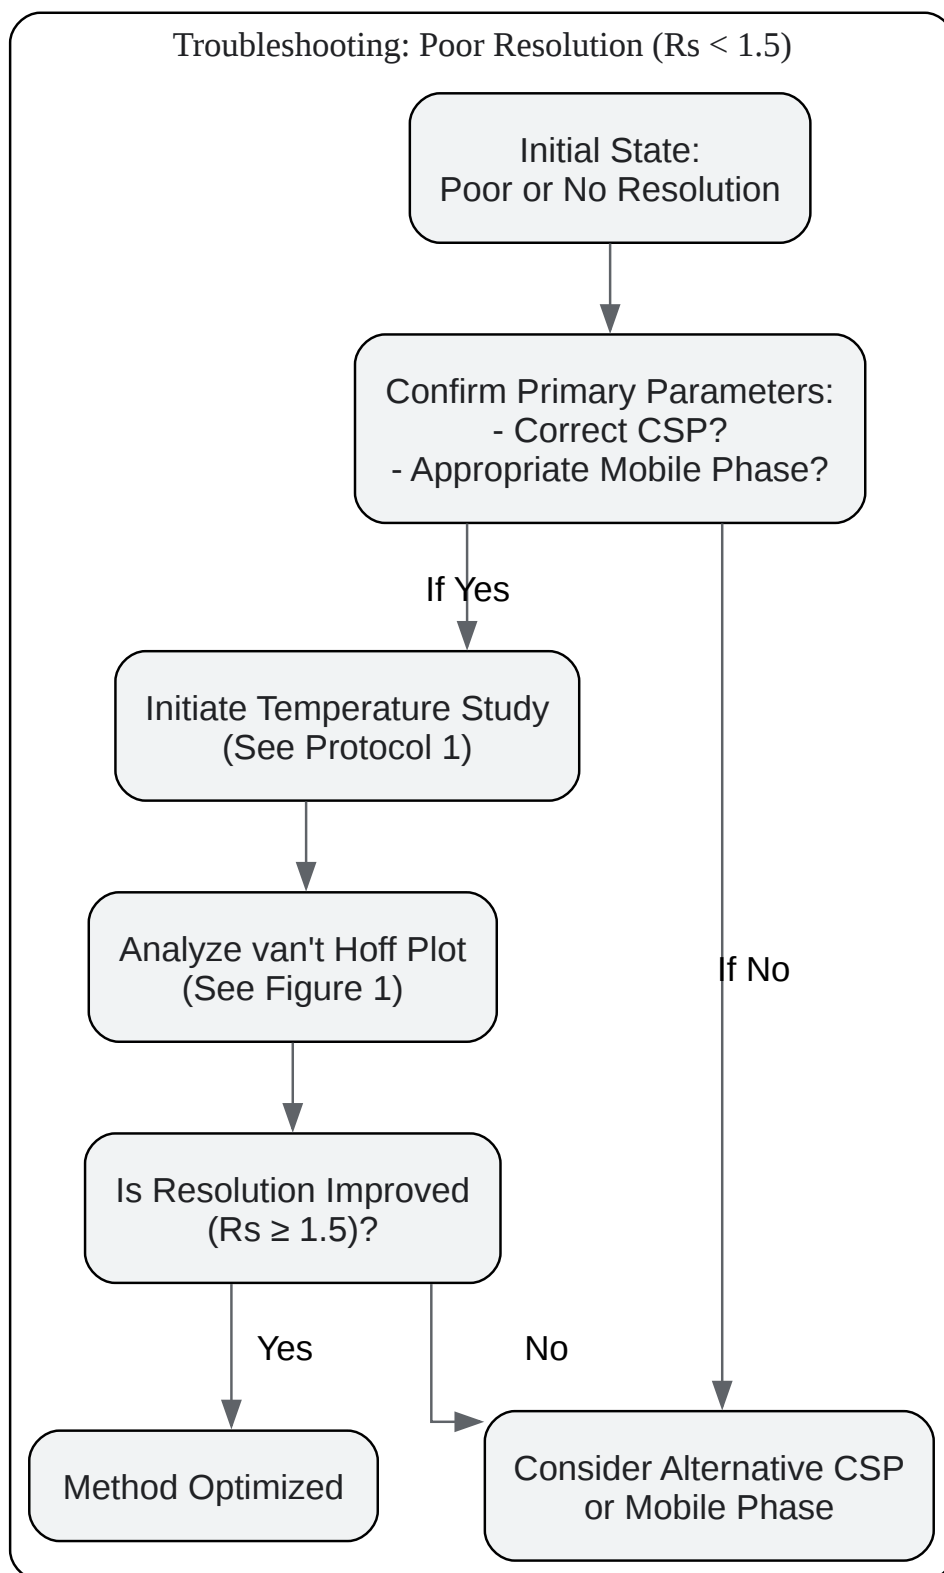 Troubleshooting: Poor Resolution (Rs < 1.5)
Initial State:
Poor or No Resolution
Confirm Primary Parameters:
- Correct CSP?
- Appropriate Mobile Phase?
If Yes
Initiate Temperature Study
(See Protocol 1)
Analyze van't Hoff Plot
(See Figure 1)
If No
Is Resolution Improved
(Rs ≥ 1.5)?
Yes
No
Method Optimized
Consider Alternative CSP
or Mobile Phase